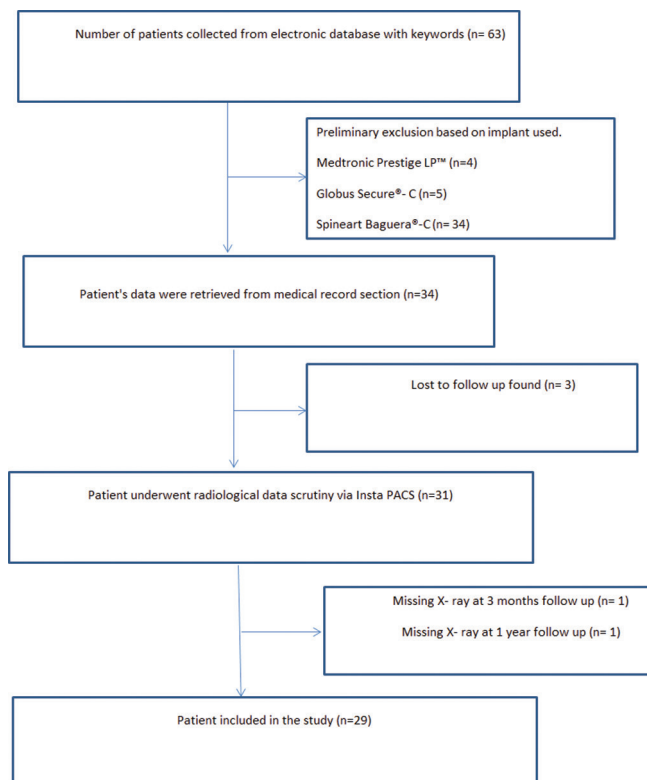 Number of patients collected from electronic database with keywords (n= 63)
Preliminary exclusion based on implant used.
Medtronic Prestige LP™ (n=4)
Globus Secure®- C (n=5)
Spineart Baguera®-C (n= 34)
Patient's data were retrieved from medical record section (n=34)
Lost to follow up found (n= 3)
Patient underwent radiological data scrutiny via Insta PACS (n=31)
Missing X- ray at 3 months follow up (n= 1)
Missing X- ray at 1 year follow up (n= 1)
Patient included in the study (n=29)